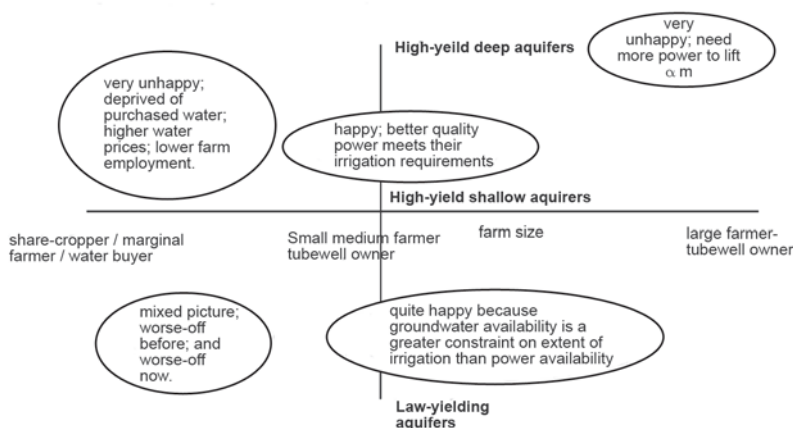 High-yeild deep aquifers
very
unhappy; need
more power to lift
α m
very unhappy;
deprived of
purchased water;
higher water
prices; lower farm
employment.
happy; better quality
power meets their
irrigation requirements
High-yield shallow aquirers
share-cropper / marginal
farmer / water buyer
Small medium farmer
tubewell owner
farm size
large farmer-
tubewell owner
mixed picture;
worse-off
before; and
worse-off
now.
quite happy because
groundwater availability is a
greater constraint on extent of
irrigation than power availability
Law-yielding
aquifers